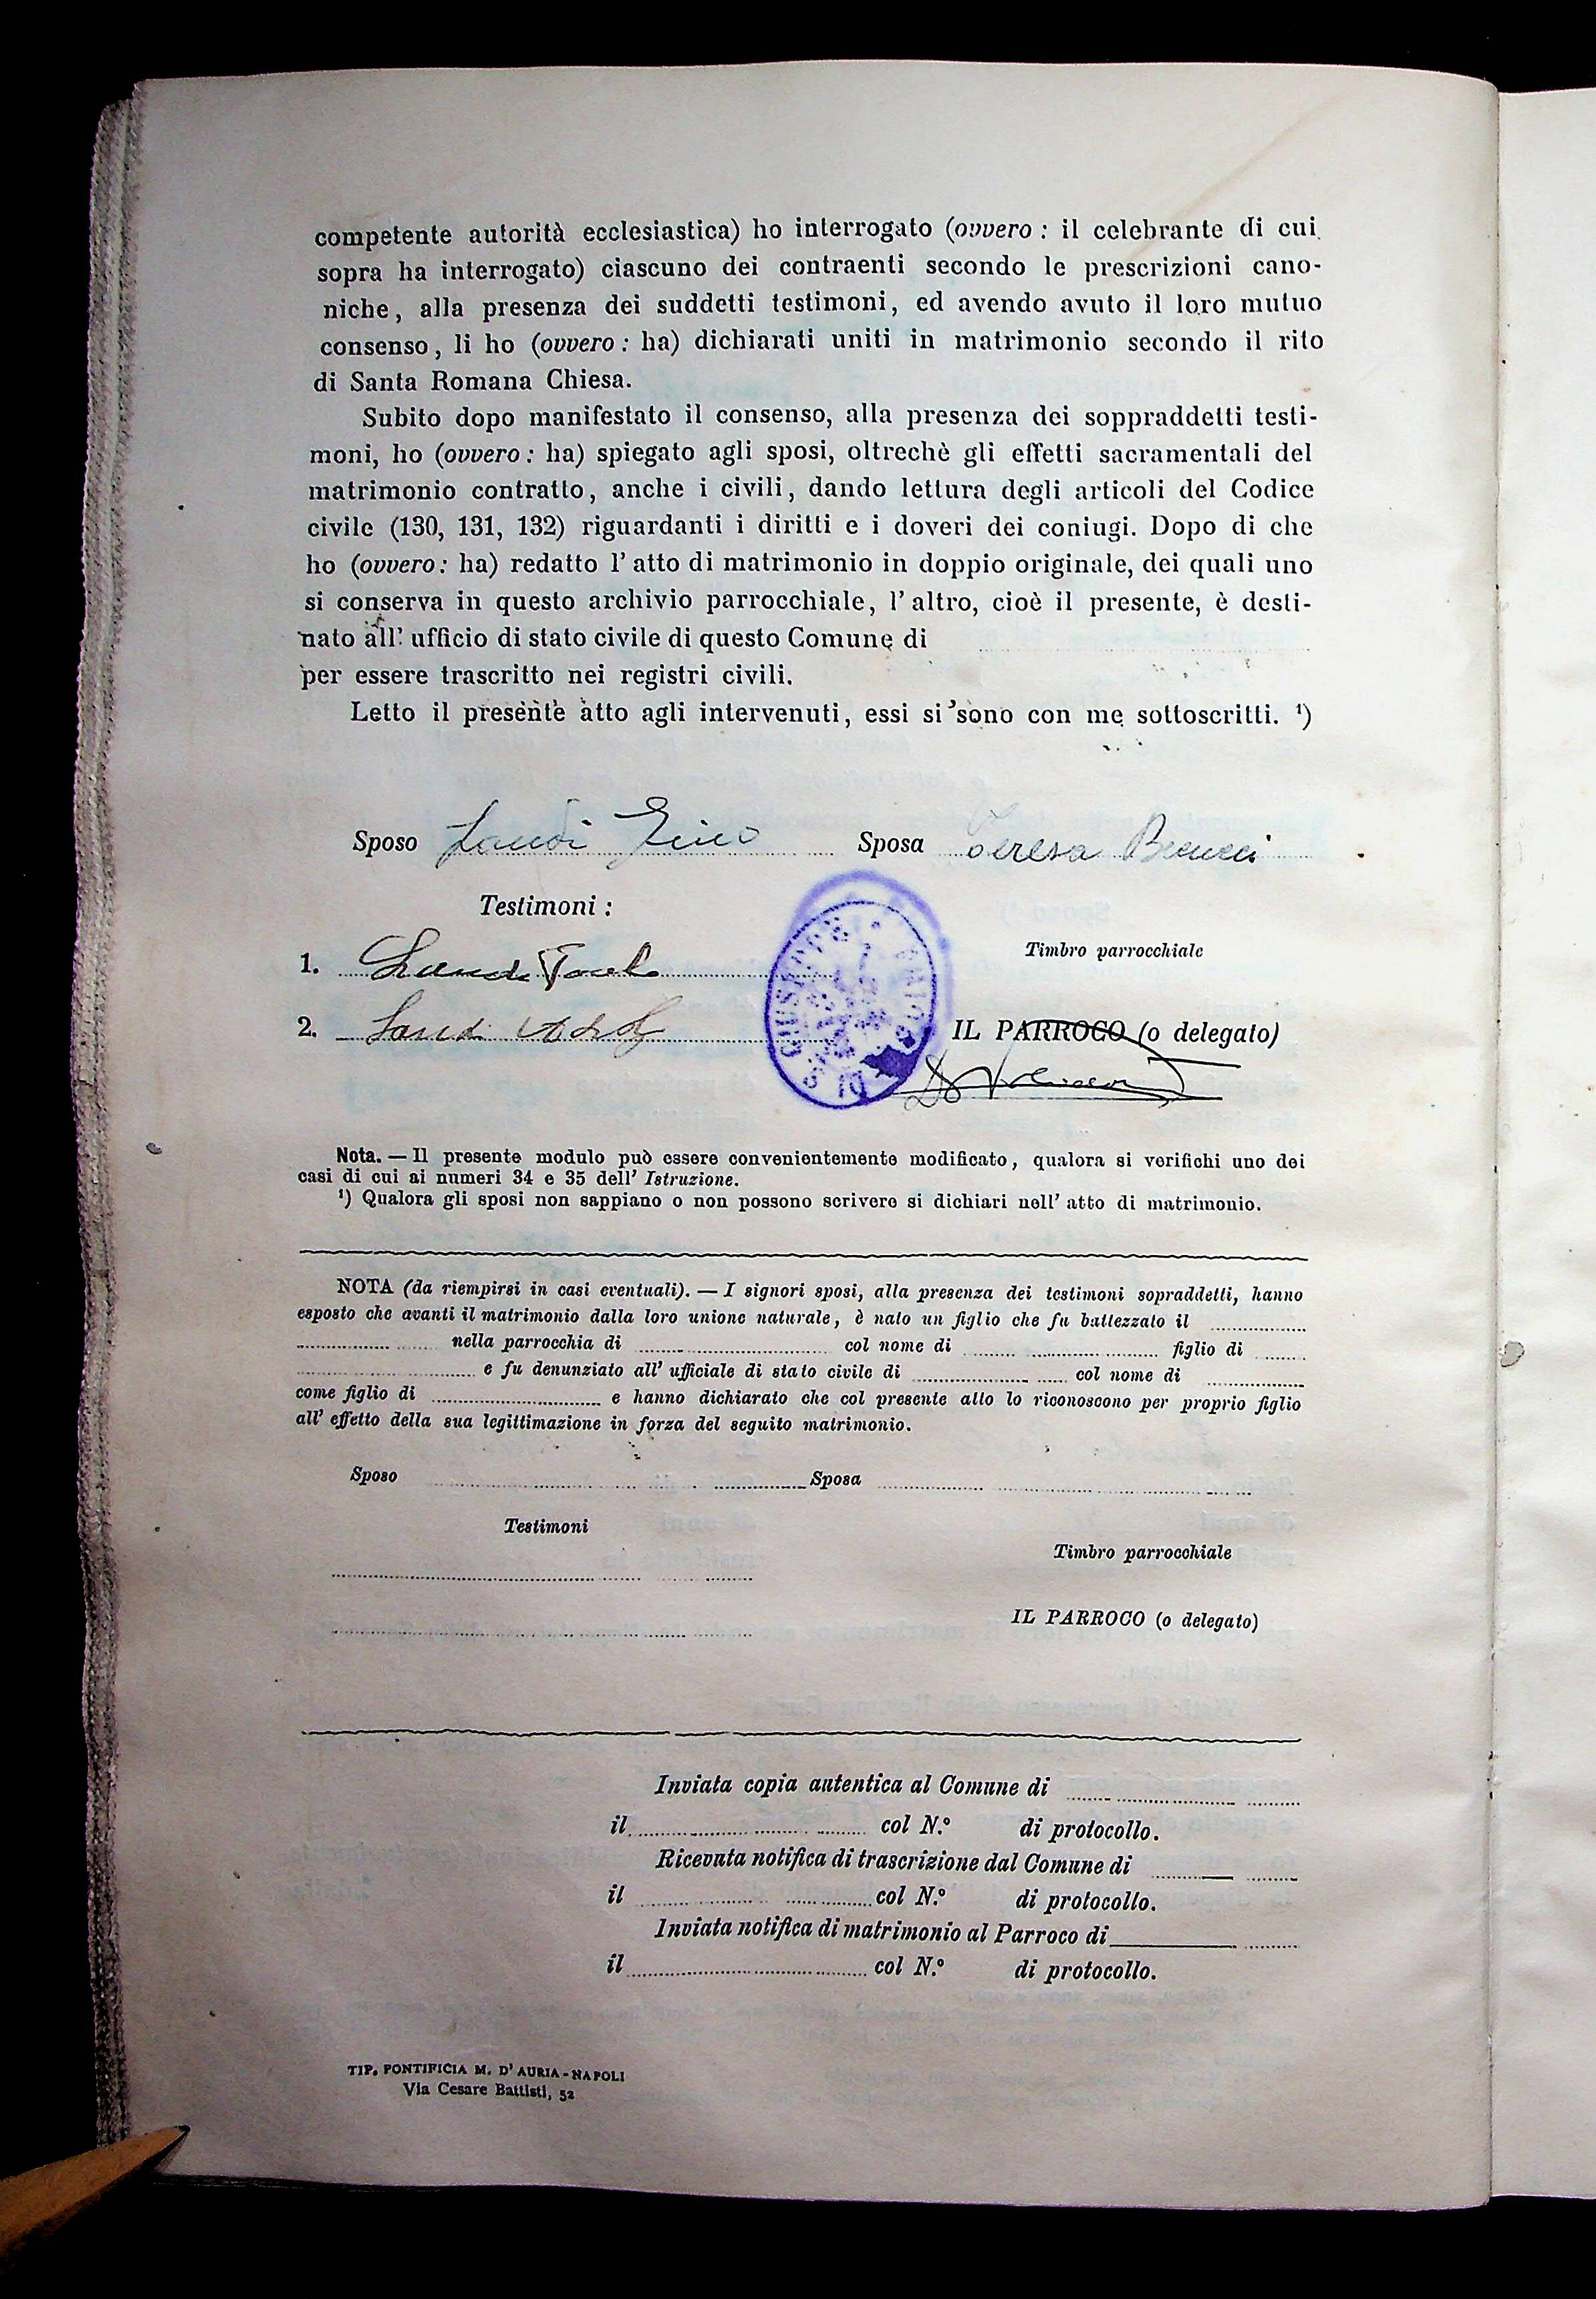 competente autorità ecclesiastica) ho interrogato (ovvero : il celebrante di cui
sopra ha interrogato) ciascuno dei contraenti secondo le prescrizioni cano-
niche, alla presenza dei suddetti testimoni, ed avendo avuto il loro mutuo
consenso, li ho (ovvero : ha) dichiarati uniti in matrimonio secondo il rito
di Santa Romana Chiesa.
Subito dopo manifestato il consenso, alla presenza dei soppraddetti testi-
moni, ho (ovvero : ha) spiegato agli sposi, oltrechè gli effetti sacramentali del
matrimonio contratto, anche i civili, dando lettura degli articoli del Codice
civile (130, 131, 132) riguardanti i diritti e i doveri dei coniugi. Dopo di che
ho (ovvero: ha) redatto l' atto di matrimonio in doppio originale, dei quali uno
si conserva in questo archivio parrocchiale, l' altro, cioè il presente, è desti-
nato all' ufficio di stato civile di questo Comune di
per essere trascritto nei registri civili.
Letto il presente atto agli intervenuti, essi si sono con me sottoscritti. ¹)
Sposo Landi Sposa Teresa Becucci
Testimoni :
Timbro parrocchiale
1. Landi
2. Landi
S. GIUSEPPE
IL PARROCO (o delegato)
Nota. — Il presente modulo può essere convenientemente modificato, qualora si verifichi uno dei
casi di cui ai numeri 34 e 35 dell' Istruzione.
¹) Qualora gli sposi non sappiano o non possono scrivere si dichiari nell' atto di matrimonio.
NOTA (da riempirsi in casi eventuali). — I signori sposi, alla presenza dei testimoni sopraddetti, hanno
esposto che avanti il matrimonio dalla loro unione naturale, è nato un figlio che fu battezzato il
nella parrocchia di col nome di figlio di
e fu denunziato all' ufficiale di stato civile di col nome di
come figlio di e hanno dichiarato che col presente atto lo riconoscono per proprio figlio
all' effetto della sua legittimazione in forza del seguito matrimonio.
Sposo Sposa
Testimoni
Timbro parrocchiale
IL PARROCO (o delegato)
Inviata copia autentica al Comune di
il col N.º di protocollo.
Ricevuta notifica di trascrizione dal Comune di
il col N.º di protocollo.
Inviata notifica di matrimonio al Parroco di
il col N.º di protocollo.
TIP. PONTIFICIA M. D' AURIA - NAPOLI
Via Cesare Battisti, 52